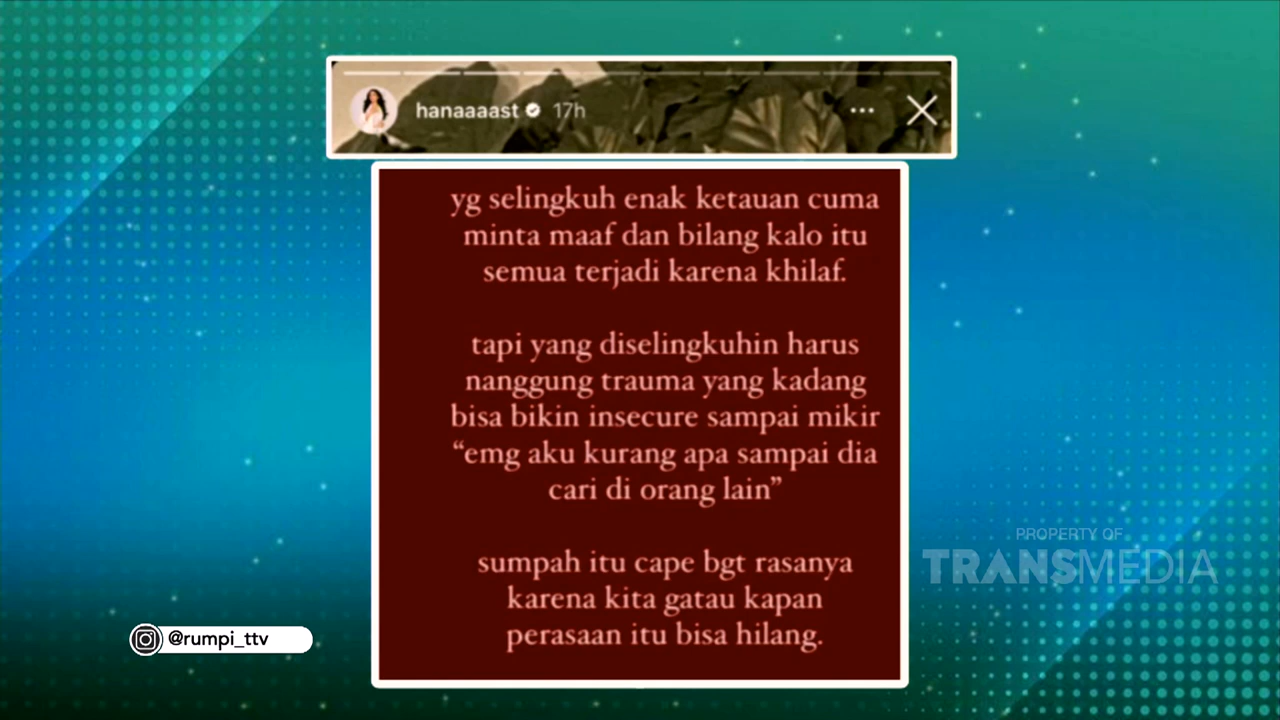 hanaaaast 17h
yg selingkuh enak ketauan cuma
minta maaf dan bilang kalo itu
semua terjadi karena khilaf.
tapi yang diselingkuhin harus
nanggung trauma yang kadang
bisa bikin insecure sampai mikir
“emg aku kurang apa sampai dia
cari di orang lain”
sumpah itu cape bgt rasanya
karena kita gatau kapan
perasaan itu bisa hilang.
PROPERTY OF
TRANSMEDIA
@rumpi_ttv